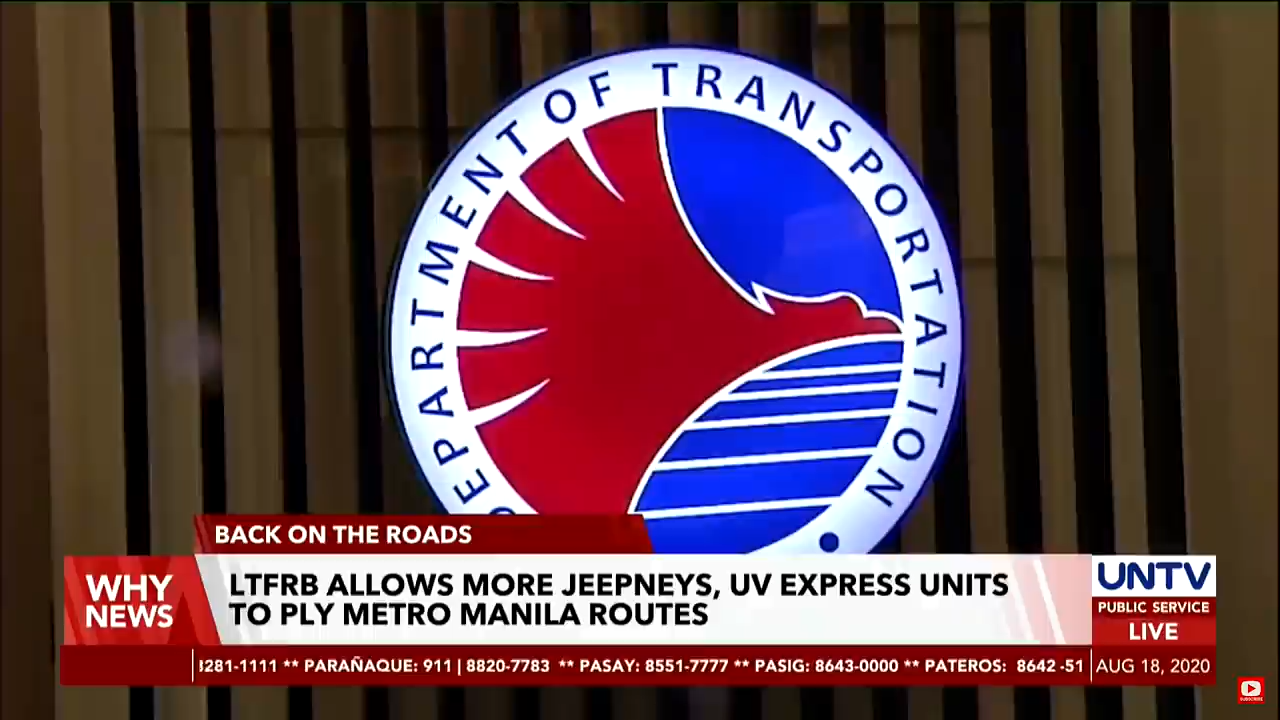 DEPARTMENT OF TRANSPORTATION
BACK ON THE ROADS
WHY
NEWS
LTFRB ALLOWS MORE JEEPNEYS, UV EXPRESS UNITS
TO PLY METRO MANILA ROUTES
UNTV
PUBLIC SERVICE
LIVE
281-1111 ** PARAÑAQUE: 911 | 8820-7783 ** PASAY: 8551-7777 ** PASIG: 8643-0000 ** PATEROS: 8642-51
AUG 18, 2020
SUBSCRIBE